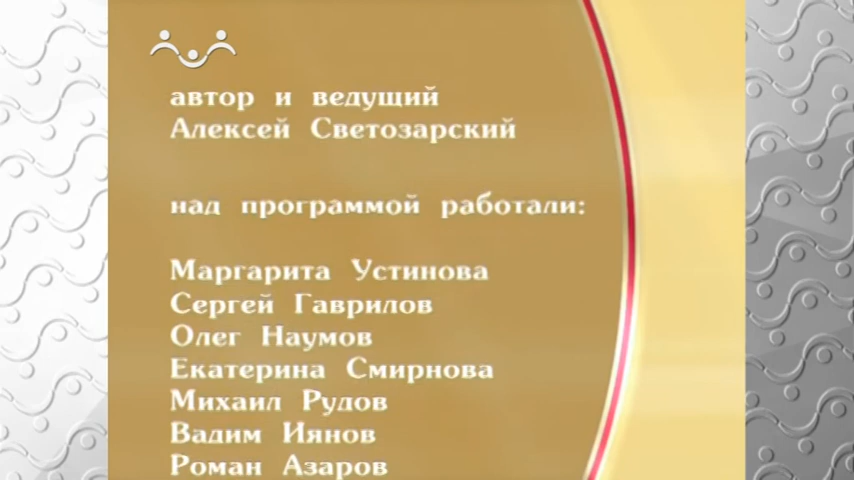 автор и ведущий
Алексей Светозарский
над программой работали:
Маргарита Устинова
Сергей Гаврилов
Олег Наумов
Екатерина Смирнова
Михаил Рудов
Вадим Иянов
Роман Азаров